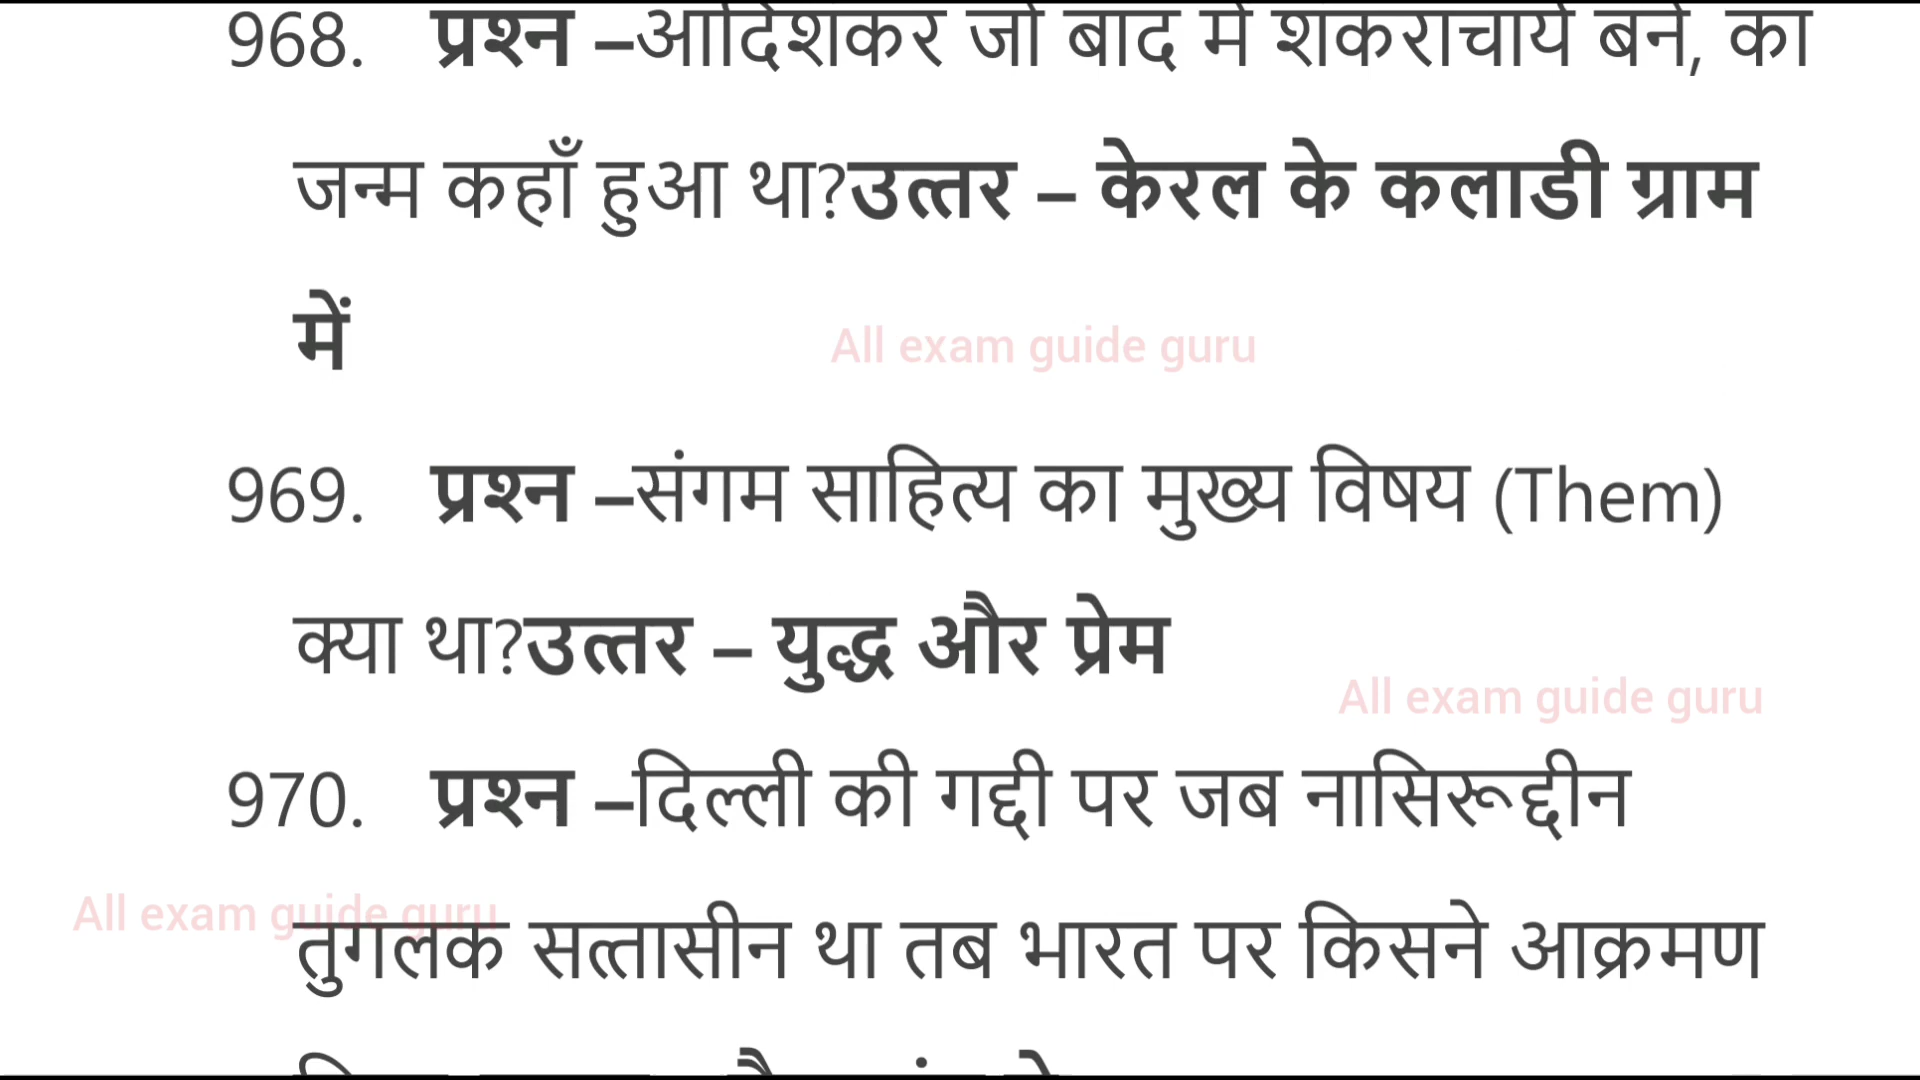 968. प्रश्न –आदिशंकर जो बाद में शंकराचार्य बने, का
जन्म कहाँ हुआ था?उत्तर – केरल के कलाडी ग्राम
में
All exam guide guru
969. प्रश्न –संगम साहित्य का मुख्य विषय (Them)
क्या था?उत्तर – युद्ध और प्रेम
All exam guide guru
970. प्रश्न –दिल्ली की गद्दी पर जब नासिरूद्दीन
All exam guide guru
तुगलक सत्तासीन था तब भारत पर किसने आक्रमण